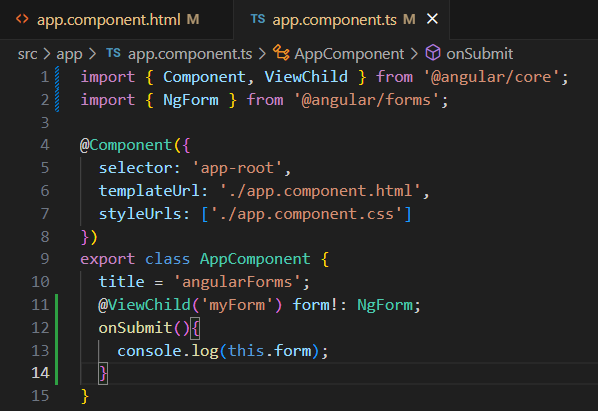 app.component.html M
TS app.component.ts M
src > app > TS app.component.ts > AppComponent > onSubmit
1 import { Component, ViewChild } from '@angular/core';
2 import { NgForm } from '@angular/forms';
3
4 @Component({
5   selector: 'app-root',
6   templateUrl: './app.component.html',
7   styleUrls: ['./app.component.css']
8 })
9 export class AppComponent {
10   title = 'angularForms';
11   @ViewChild('myForm') form!: NgForm;
12   onSubmit(){
13     console.log(this.form);
14   }
15 }